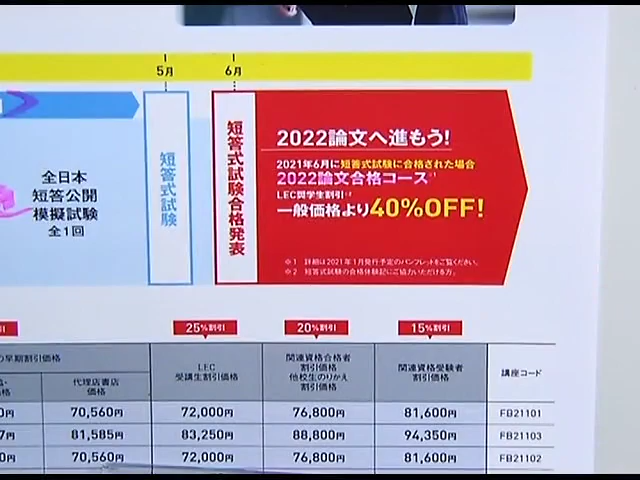 5月
6月
全日本
短答公開
模擬試験
全1回
短答式試験
短答式試験合格発表
2022論文へ進もう!
2021年6月に短答式試験に合格された場合
2022論文合格コース※1
LEC奨学生割引※2
一般価格より40%OFF!
※1 詳細は2021年1月発行予定のパンフレットをご覧ください。
※2 短答式試験の合格体験記にご協力いただける方。
割引
25%割引
20%割引
15%割引
の早期割引価格
代理店書店
価格
LEC
受講生割引価格
関連資格合格者
割引価格
他校生のりかえ
割引価格
関連資格受験者
割引価格
講座コード
0円 70,560円 72,000円 76,800円 81,600円 FB21101
7円 81,585円 83,250円 88,800円 94,350円 FB21103
0円 70,560円 72,000円 76,800円 81,600円 FB21102